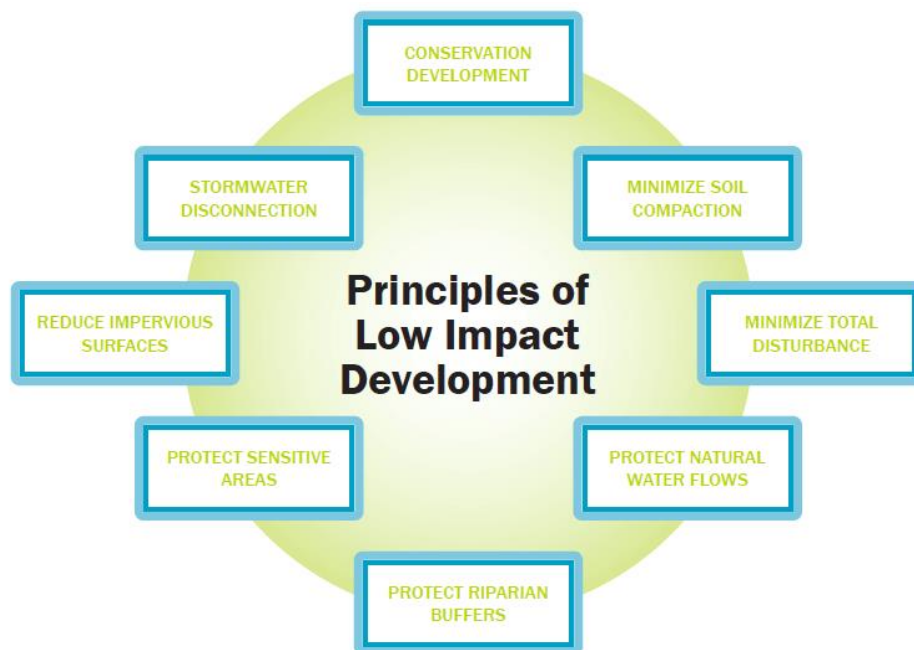 CONSERVATION
DEVELOPMENT
STORMWATER
DISCONNECTION
MINIMIZE SOIL
COMPACTION
REDUCE IMPERVIOUS
SURFACES
Principles of
Low Impact
Development
MINIMIZE TOTAL
DISTURBANCE
PROTECT SENSITIVE
AREAS
PROTECT NATURAL
WATER FLOWS
PROTECT RIPARIAN
BUFFERS